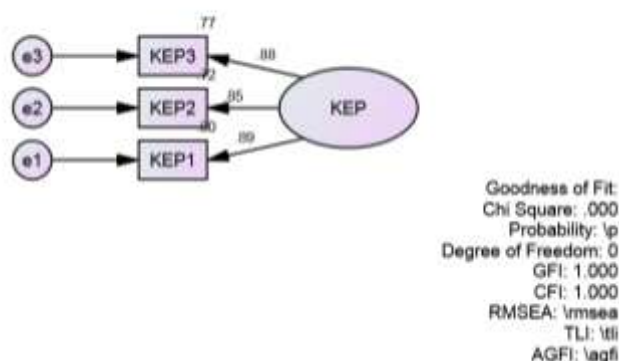 .77
e3 KEP3 .88
.72
e2 KEP2 .85 KEP
.80
e1 KEP1 .89
Goodness of Fit:
Chi Square: .000
Probability: \p
Degree of Freedom: 0
GFI: 1.000
CFI: 1.000
RMSEA: \rmsea
TLI: \tli
AGFI: \agfi